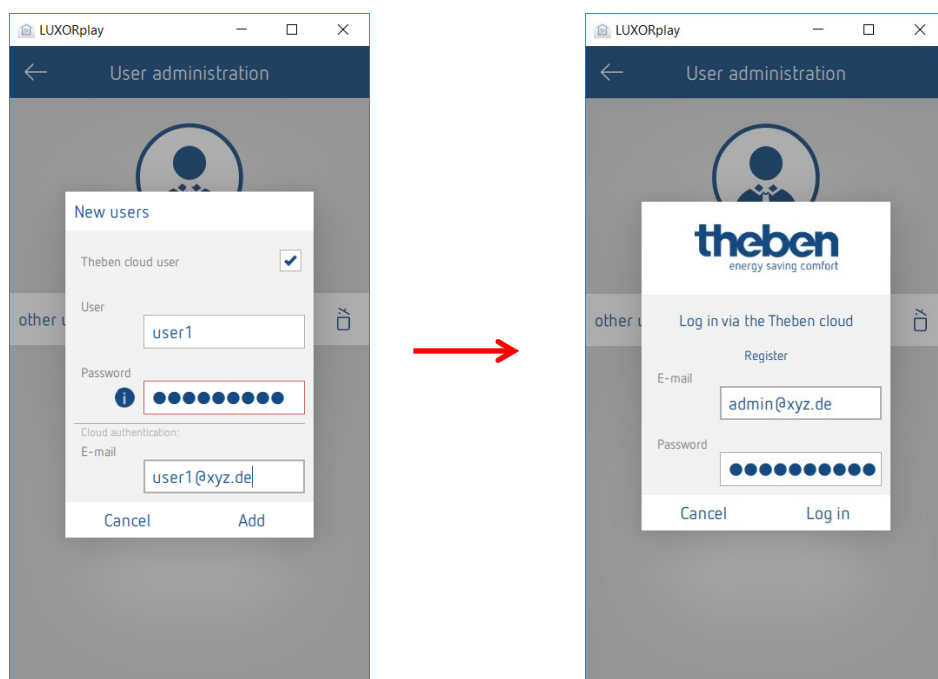 LUXORplay
User administration
New users
Theben cloud user
User
user1
other u
Password
i ●●●●●●●●●
Cloud authentication:
E-mail
user1@xyz.de
Cancel Add
LUXORplay
User administration
theben
energy saving comfort
other u
Log in via the Theben cloud
Register
E-mail
admin@xyz.de
Password
●●●●●●●●●●
Cancel Log in